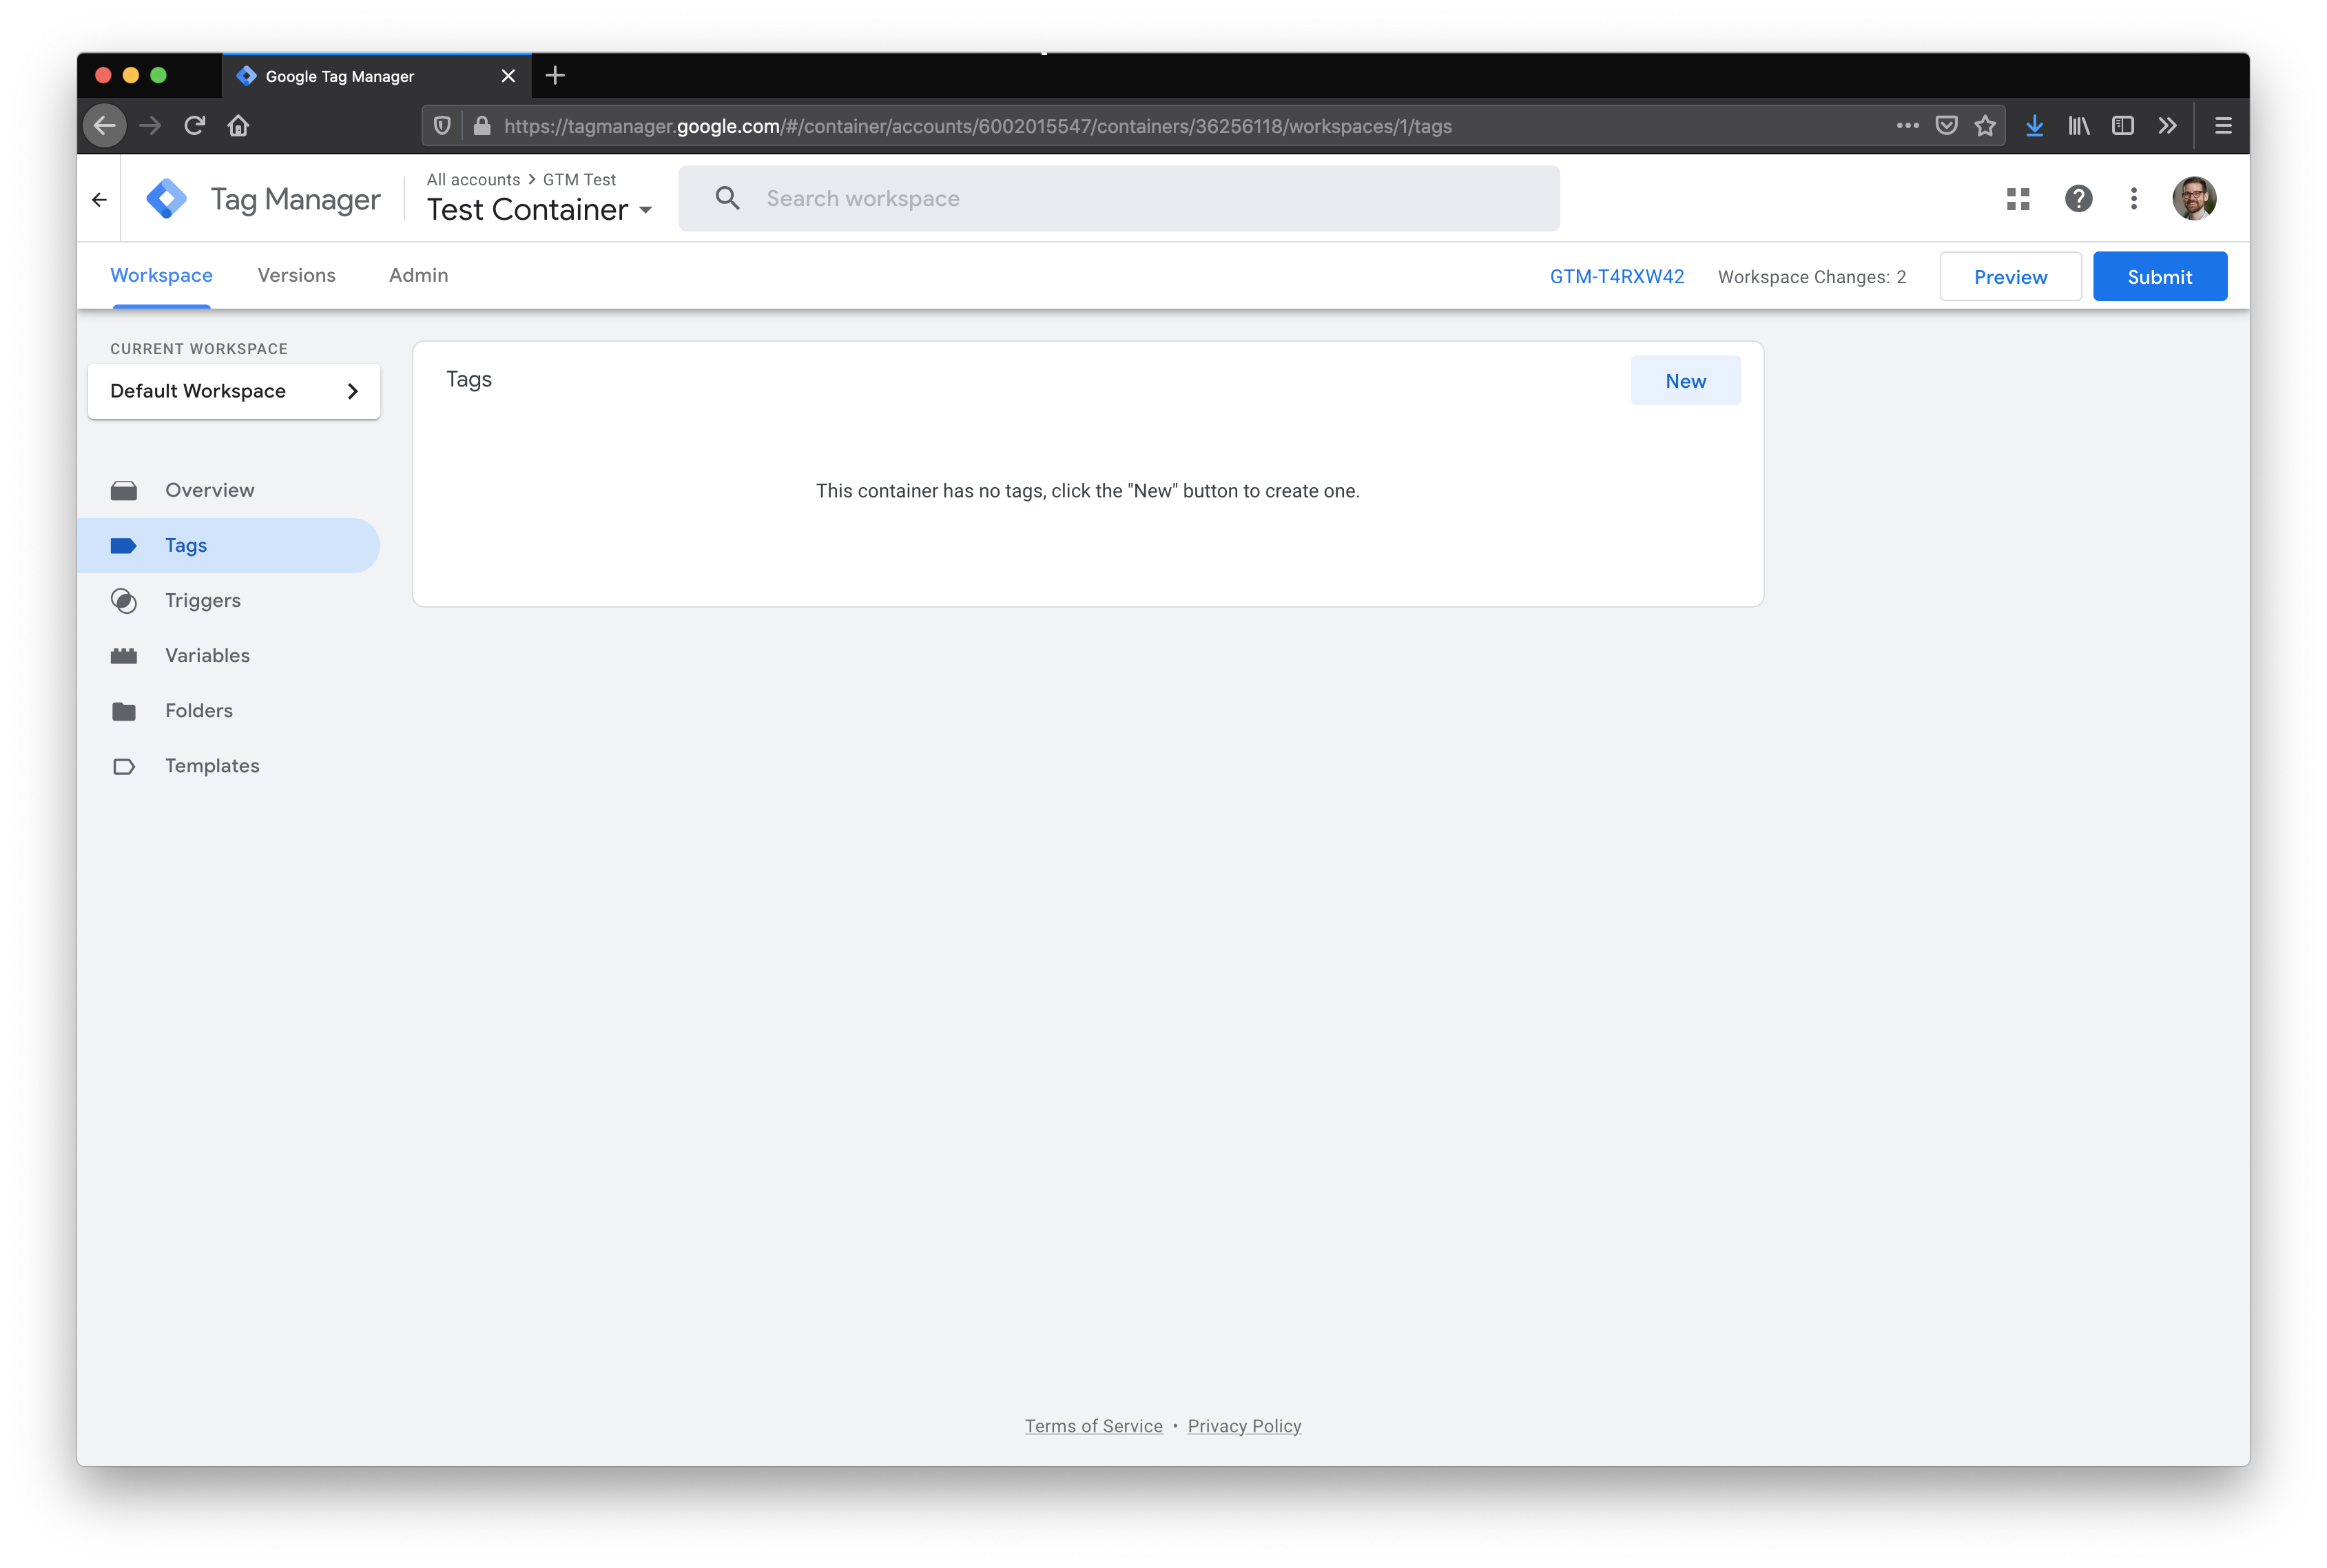 Google Tag Manager
https://tagmanager.google.com/#/container/accounts/6002015547/containers/36256118/workspaces/1/tags
Tag Manager
All accounts > GTM Test
Test Container
Search workspace
Workspace Versions Admin
GTM-T4RXW42 Workspace Changes: 2 Preview Submit
CURRENT WORKSPACE
Default Workspace
Overview
Tags
Triggers
Variables
Folders
Templates
Tags
New
This container has no tags, click the "New" button to create one.
Terms of Service • Privacy Policy